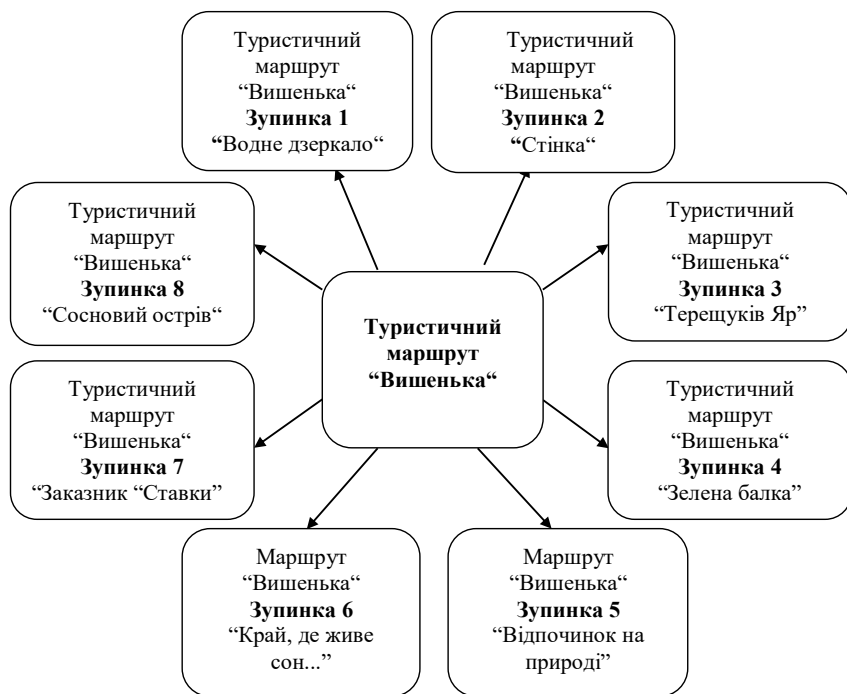 Туристичний
маршрут
“Вишенька“
Зупинка 1
“Водне дзеркало“
Туристичний
маршрут
“Вишенька“
Зупинка 2
“Стінка“
Туристичний
маршрут
“Вишенька“
Зупинка 8
“Сосновий острів“
Туристичний
маршрут
“Вишенька“
Туристичний
маршрут
“Вишенька“
Зупинка 3
“Терещуків Яр”
Туристичний
маршрут
“Вишенька“
Зупинка 7
“Заказник “Ставки”
Туристичний
маршрут
“Вишенька“
Зупинка 4
“Зелена балка”
Маршрут
“Вишенька“
Зупинка 6
“Край, де живе
сон...”
Маршрут
“Вишенька“
Зупинка 5
“Відпочинок на
природі”